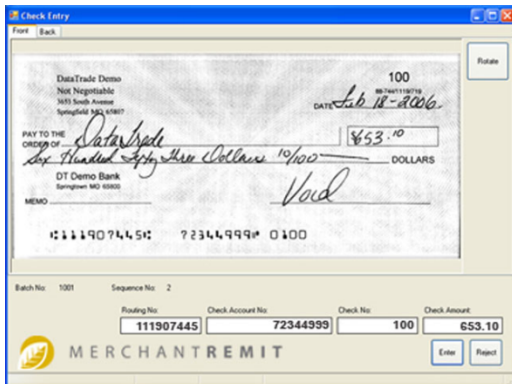 Check Entry
Front Back
Rotate
DataTrade Demo
Not Negotiable
3653 South Avenue
Springfield MO 65807
100
DATE Feb 18-2006
PAY TO THE
ORDER OF DataTrade $653.10
Six Hundred Fifty Three Dollars 10/100 DOLLARS
DT Demo Bank
Springtown MO 65800
Void
MEMO
⑆111907445⑆ 72344999⑈ 0100
Batch No: 1001 Sequence No: 2
Routing No: Check Account No: Check No: Check Amount:
111907445 72344999 100 653.10
MERCHANTREMIT
Enter Reject